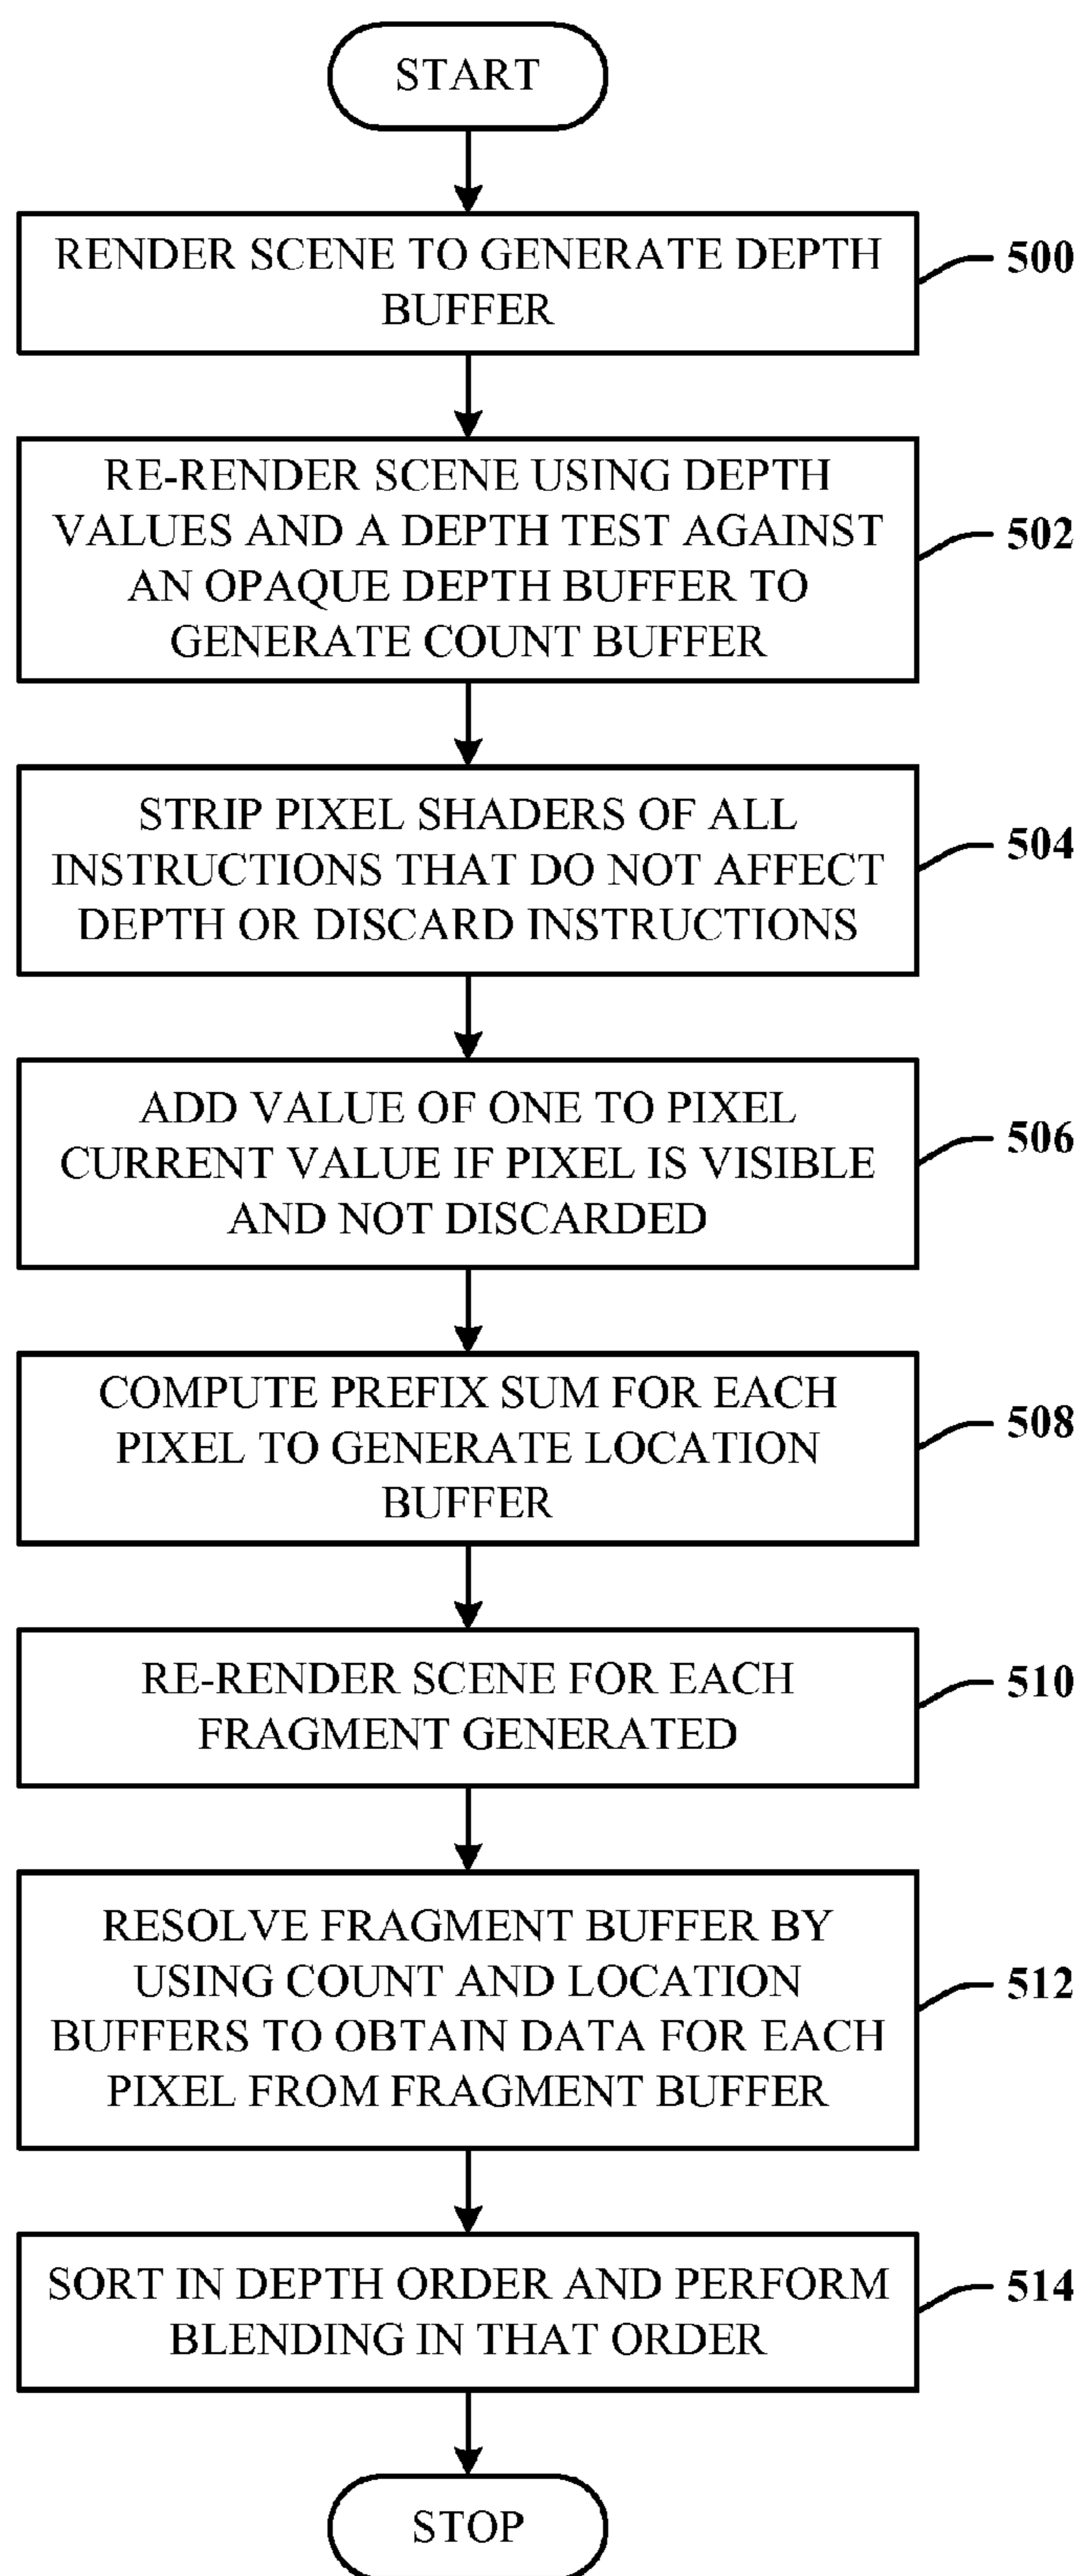 START
RENDER SCENE TO GENERATE DEPTH
BUFFER
500
RE-RENDER SCENE USING DEPTH
VALUES AND A DEPTH TEST AGAINST
AN OPAQUE DEPTH BUFFER TO
GENERATE COUNT BUFFER
502
STRIP PIXEL SHADERS OF ALL
INSTRUCTIONS THAT DO NOT AFFECT
DEPTH OR DISCARD INSTRUCTIONS
504
ADD VALUE OF ONE TO PIXEL
CURRENT VALUE IF PIXEL IS VISIBLE
AND NOT DISCARDED
506
COMPUTE PREFIX SUM FOR EACH
PIXEL TO GENERATE LOCATION
BUFFER
508
RE-RENDER SCENE FOR EACH
FRAGMENT GENERATED
510
RESOLVE FRAGMENT BUFFER BY
USING COUNT AND LOCATION
BUFFERS TO OBTAIN DATA FOR EACH
PIXEL FROM FRAGMENT BUFFER
512
SORT IN DEPTH ORDER AND PERFORM
BLENDING IN THAT ORDER
514
STOP